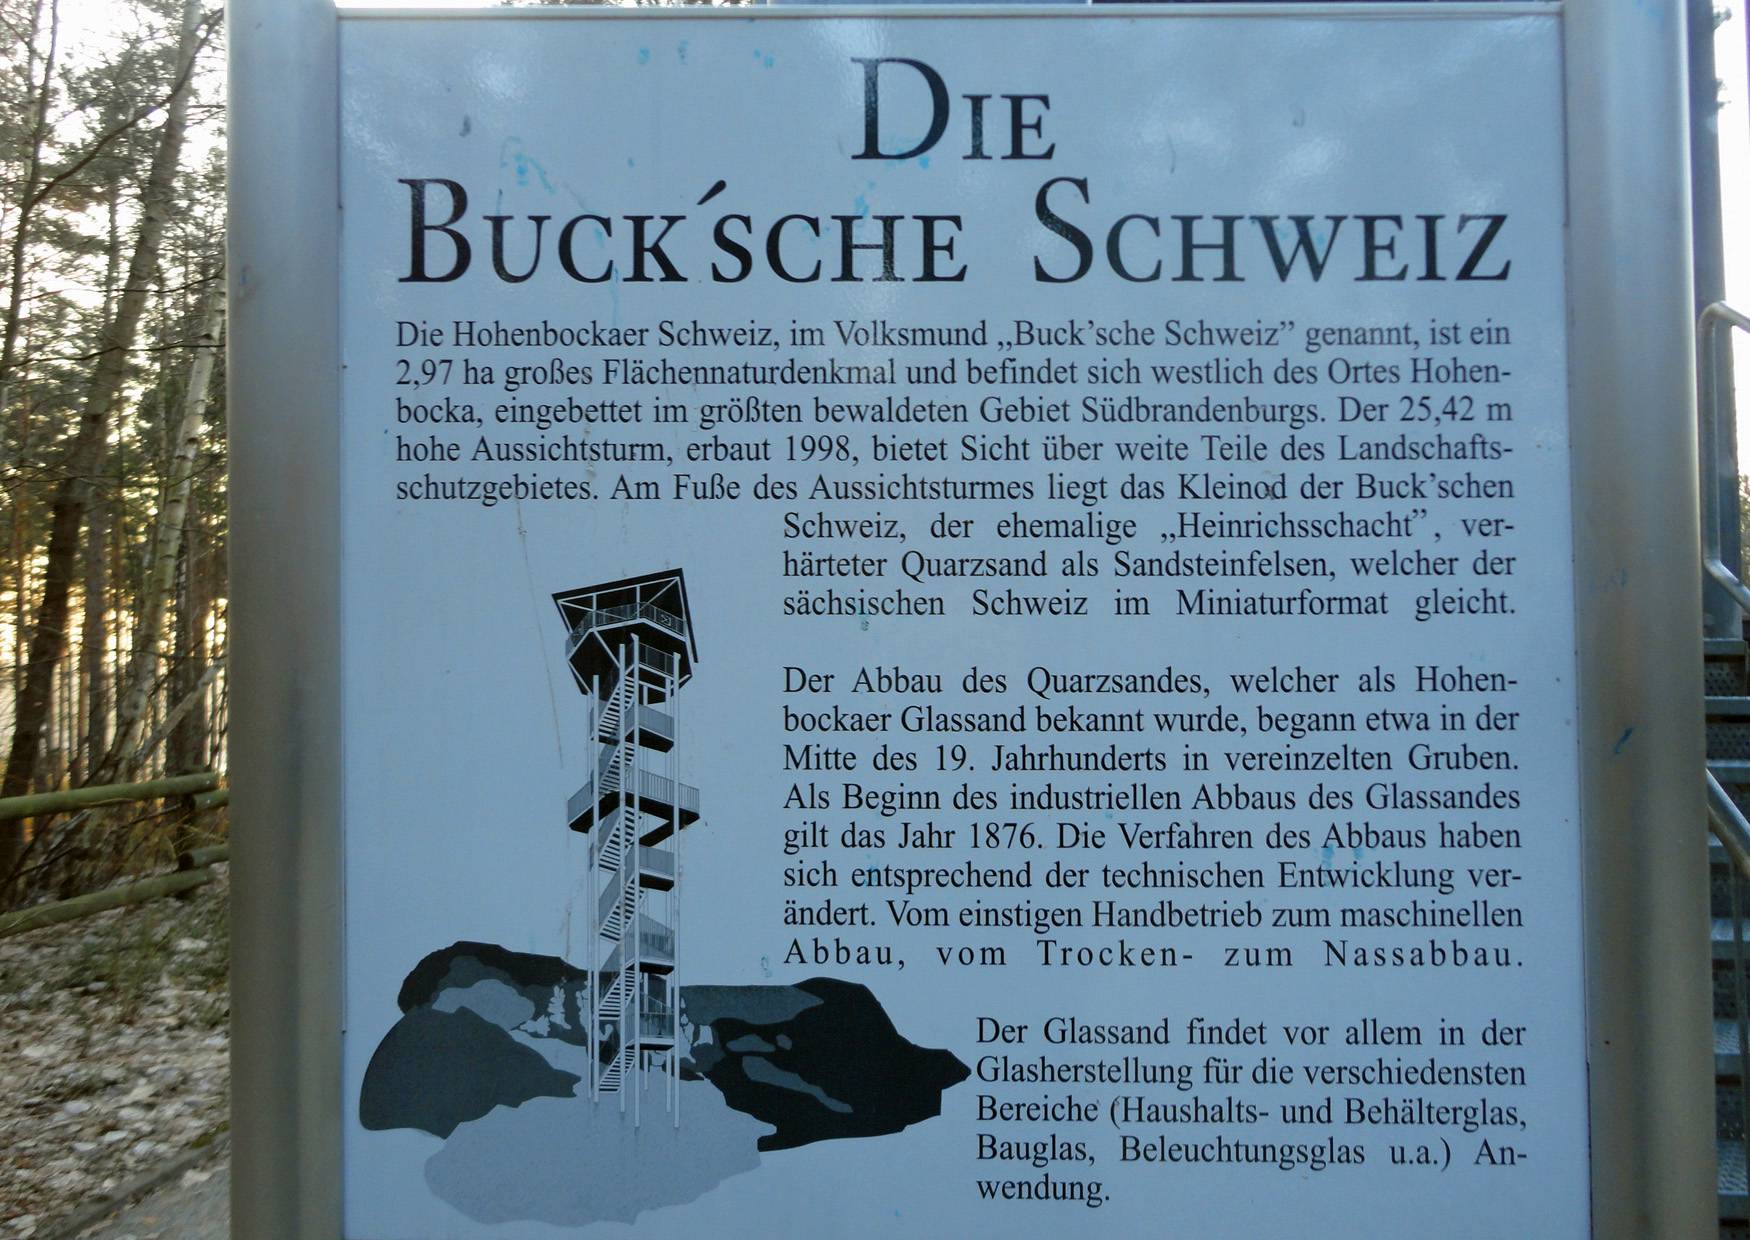 DIE
BUCK´SCHE SCHWEIZ
Die Hohenbockaer Schweiz, im Volksmund „Buck’sche Schweiz” genannt, ist ein
2,97 ha großes Flächennaturdenkmal und befindet sich westlich des Ortes Hohen-
bocka, eingebettet im größten bewaldeten Gebiet Südbrandenburgs. Der 25,42 m
hohe Aussichtsturm, erbaut 1998, bietet Sicht über weite Teile des Landschafts-
schutzgebietes. Am Fuße des Aussichtsturmes liegt das Kleinod der Buck’schen
Schweiz, der ehemalige „Heinrichsschacht”, ver-
härteter Quarzsand als Sandsteinfelsen, welcher der
sächsischen Schweiz im Miniaturformat gleicht.
Der Abbau des Quarzsandes, welcher als Hohen-
bockaer Glassand bekannt wurde, begann etwa in der
Mitte des 19. Jahrhunderts in vereinzelten Gruben.
Als Beginn des industriellen Abbaus des Glassandes
gilt das Jahr 1876. Die Verfahren des Abbaus haben
sich entsprechend der technischen Entwicklung ver-
ändert. Vom einstigen Handbetrieb zum maschinellen
Abbau, vom Trocken- zum Nassabbau.
Der Glassand findet vor allem in der
Glasherstellung für die verschiedensten
Bereiche (Haushalts- und Behälterglas,
Bauglas, Beleuchtungsglas u.a.) An-
wendung.